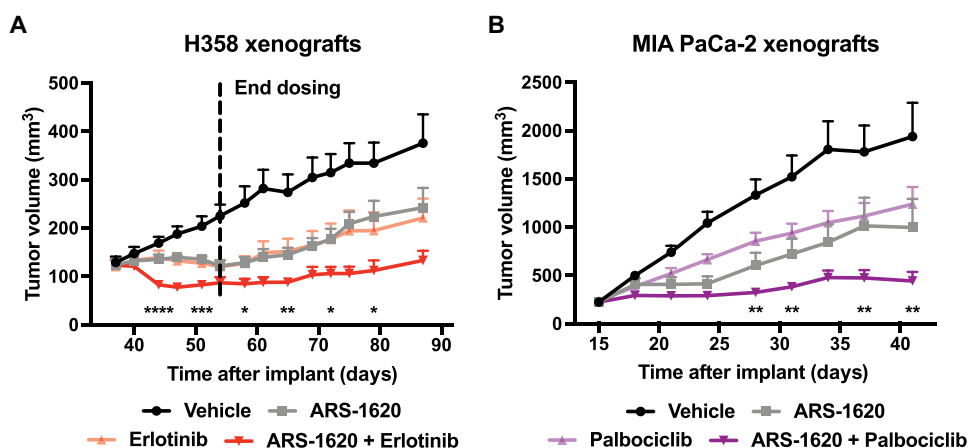 A
H358 xenografts
End dosing
Tumor volume (mm³)
500
400
300
200
100
0
**** *** * ** * *
40 50 60 70 80 90
Time after implant (days)
Vehicle ARS-1620
Erlotinib ARS-1620 + Erlotinib
B
MIA PaCa-2 xenografts
Tumor volume (mm³)
2500
2000
1500
1000
500
0
** ** ** **
15 20 25 30 35 40
Time after implant (days)
Vehicle ARS-1620
Palbociclib ARS-1620 + Palbociclib